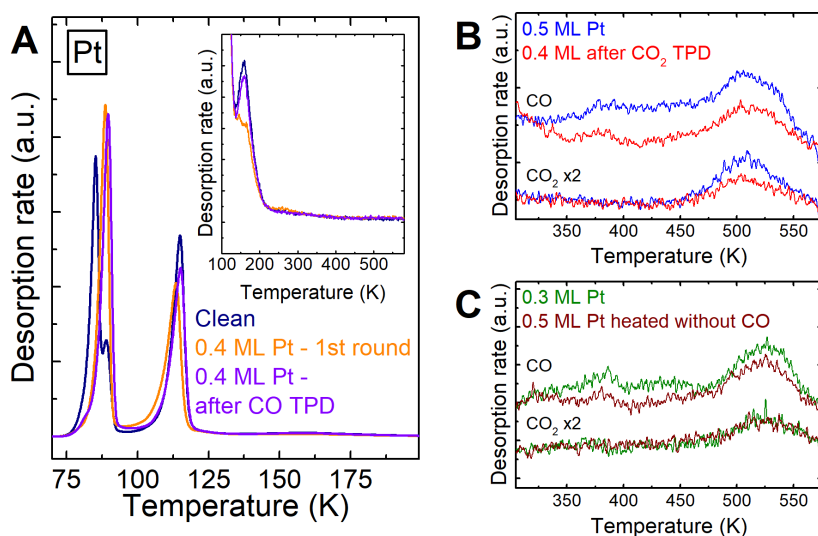 A
Pt
Desorption rate (a.u.)
Temperature (K)
75
100
125
150
175
Clean
0.4 ML Pt - 1st round
0.4 ML Pt -
after CO TPD
Desorption rate (a.u.)
100 200 300 400 500
Temperature (K)
B
0.5 ML Pt
0.4 ML after CO₂ TPD
CO
CO₂ x2
Desorption rate (a.u.)
350 400 450 500 550
Temperature (K)
C
0.3 ML Pt
0.5 ML Pt heated without CO
CO
CO₂ x2
Desorption rate (a.u.)
350 400 450 500 550
Temperature (K)